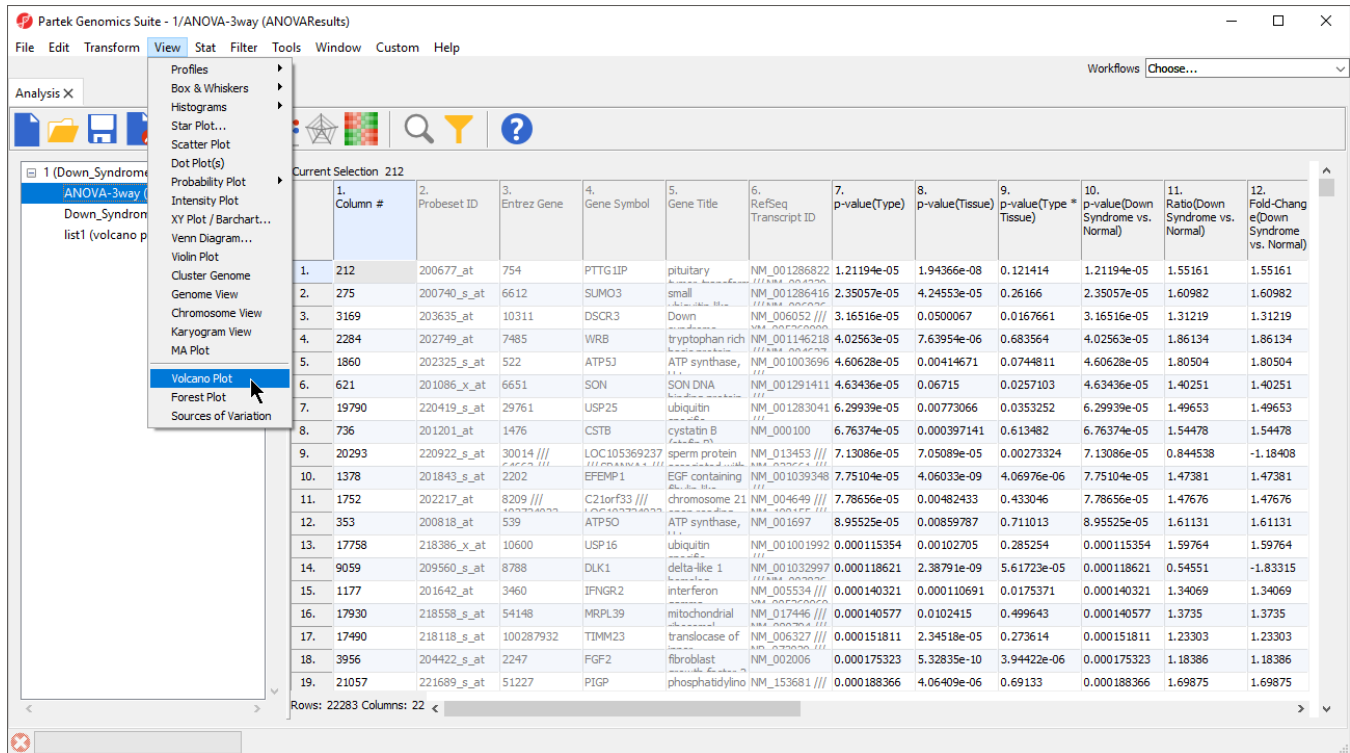 Partek Genomics Suite - 1/ANOVA-3way (ANOVAResults)
File Edit Transform View Stat Filter Tools Window Custom Help
Workflows Choose...
Analysis
Profiles
Box & Whiskers
Histograms
Star Plot...
Scatter Plot
Dot Plot(s)
Probability Plot
Intensity Plot
XY Plot / Barchart...
Venn Diagram...
Violin Plot
Cluster Genome
Genome View
Chromosome View
Karyogram View
MA Plot
Volcano Plot
Forest Plot
Sources of Variation
1 (Down_Syndrome
ANOVA-3way (
Down_Syndrom
list1 (volcano p
Current Selection 212
1. Column # 2. Probeset ID 3. Entrez Gene 4. Gene Symbol 5. Gene Title 6. RefSeq Transcript ID 7. p-value(Type) 8. p-value(Tissue) 9. p-value(Type * Tissue) 10. p-value(Down Syndrome vs. Normal) 11. Ratio(Down Syndrome vs. Normal) 12. Fold-Change(Down Syndrome vs. Normal)
1. 212 200677_at 754 PTTG1IP pituitary NM_001286822 1.21194e-05 1.94366e-08 0.121414 1.21194e-05 1.55161 1.55161
2. 275 200740_s_at 6612 SUMO3 small NM_001286416 2.35057e-05 4.24553e-05 0.26166 2.35057e-05 1.60982 1.60982
3. 3169 203635_at 10311 DSCR3 Down NM_006052 /// 3.16516e-05 0.0500067 0.0167661 3.16516e-05 1.31219 1.31219
4. 2284 202749_at 7485 WRB tryptophan rich NM_001146218 4.02563e-05 7.63954e-06 0.683564 4.02563e-05 1.86134 1.86134
5. 1860 202325_s_at 522 ATP5J ATP synthase, NM_001003696 4.60628e-05 0.00414671 0.0744811 4.60628e-05 1.80504 1.80504
6. 621 201086_x_at 6651 SON SON DNA NM_001291411 4.63436e-05 0.06715 0.0257103 4.63436e-05 1.40251 1.40251
7. 19790 220419_s_at 29761 USP25 ubiquitin NM_001283041 6.29939e-05 0.00773066 0.0353252 6.29939e-05 1.49653 1.49653
8. 736 201201_at 1476 CSTB cystatin B NM_000100 6.76374e-05 0.000397141 0.613482 6.76374e-05 1.54478 1.54478
9. 20293 220922_s_at 30014 /// LOC105369237 sperm protein NM_013453 /// 7.13086e-05 7.05089e-05 0.00273324 7.13086e-05 0.844538 -1.18408
10. 1378 201843_s_at 2202 EFEMP1 EGF containing NM_001039348 7.75104e-05 4.06033e-09 4.06976e-06 7.75104e-05 1.47381 1.47381
11. 1752 202217_at 8209 /// C21orf33 /// chromosome 21 NM_004649 /// 7.78656e-05 0.00482433 0.433046 7.78656e-05 1.47676 1.47676
12. 353 200818_at 539 ATP5O ATP synthase, NM_001697 8.95525e-05 0.00859787 0.711013 8.95525e-05 1.61131 1.61131
13. 17758 218386_x_at 10600 USP16 ubiquitin NM_001001992 0.000115354 0.00102705 0.285254 0.000115354 1.59764 1.59764
14. 9059 209560_s_at 8788 DLK1 delta-like 1 NM_001032997 0.000118621 2.38791e-09 5.61723e-05 0.000118621 0.54551 -1.83315
15. 1177 201642_at 3460 IFNGR2 interferon NM_005534 /// 0.000140321 0.000110691 0.0175371 0.000140321 1.34069 1.34069
16. 17930 218558_s_at 54148 MRPL39 mitochondrial NM_017446 /// 0.000140577 0.0102415 0.499643 0.000140577 1.3735 1.3735
17. 17490 218118_s_at 100287932 TIMM23 translocase of NM_006327 /// 0.000151811 2.34518e-05 0.273614 0.000151811 1.23303 1.23303
18. 3956 204422_s_at 2247 FGF2 fibroblast NM_002006 0.000175323 5.32835e-10 3.94422e-06 0.000175323 1.18386 1.18386
19. 21057 221689_s_at 51227 PIGP phosphatidylino NM_153681 /// 0.000188366 4.06409e-06 0.69133 0.000188366 1.69875 1.69875
Rows: 22283 Columns: 22